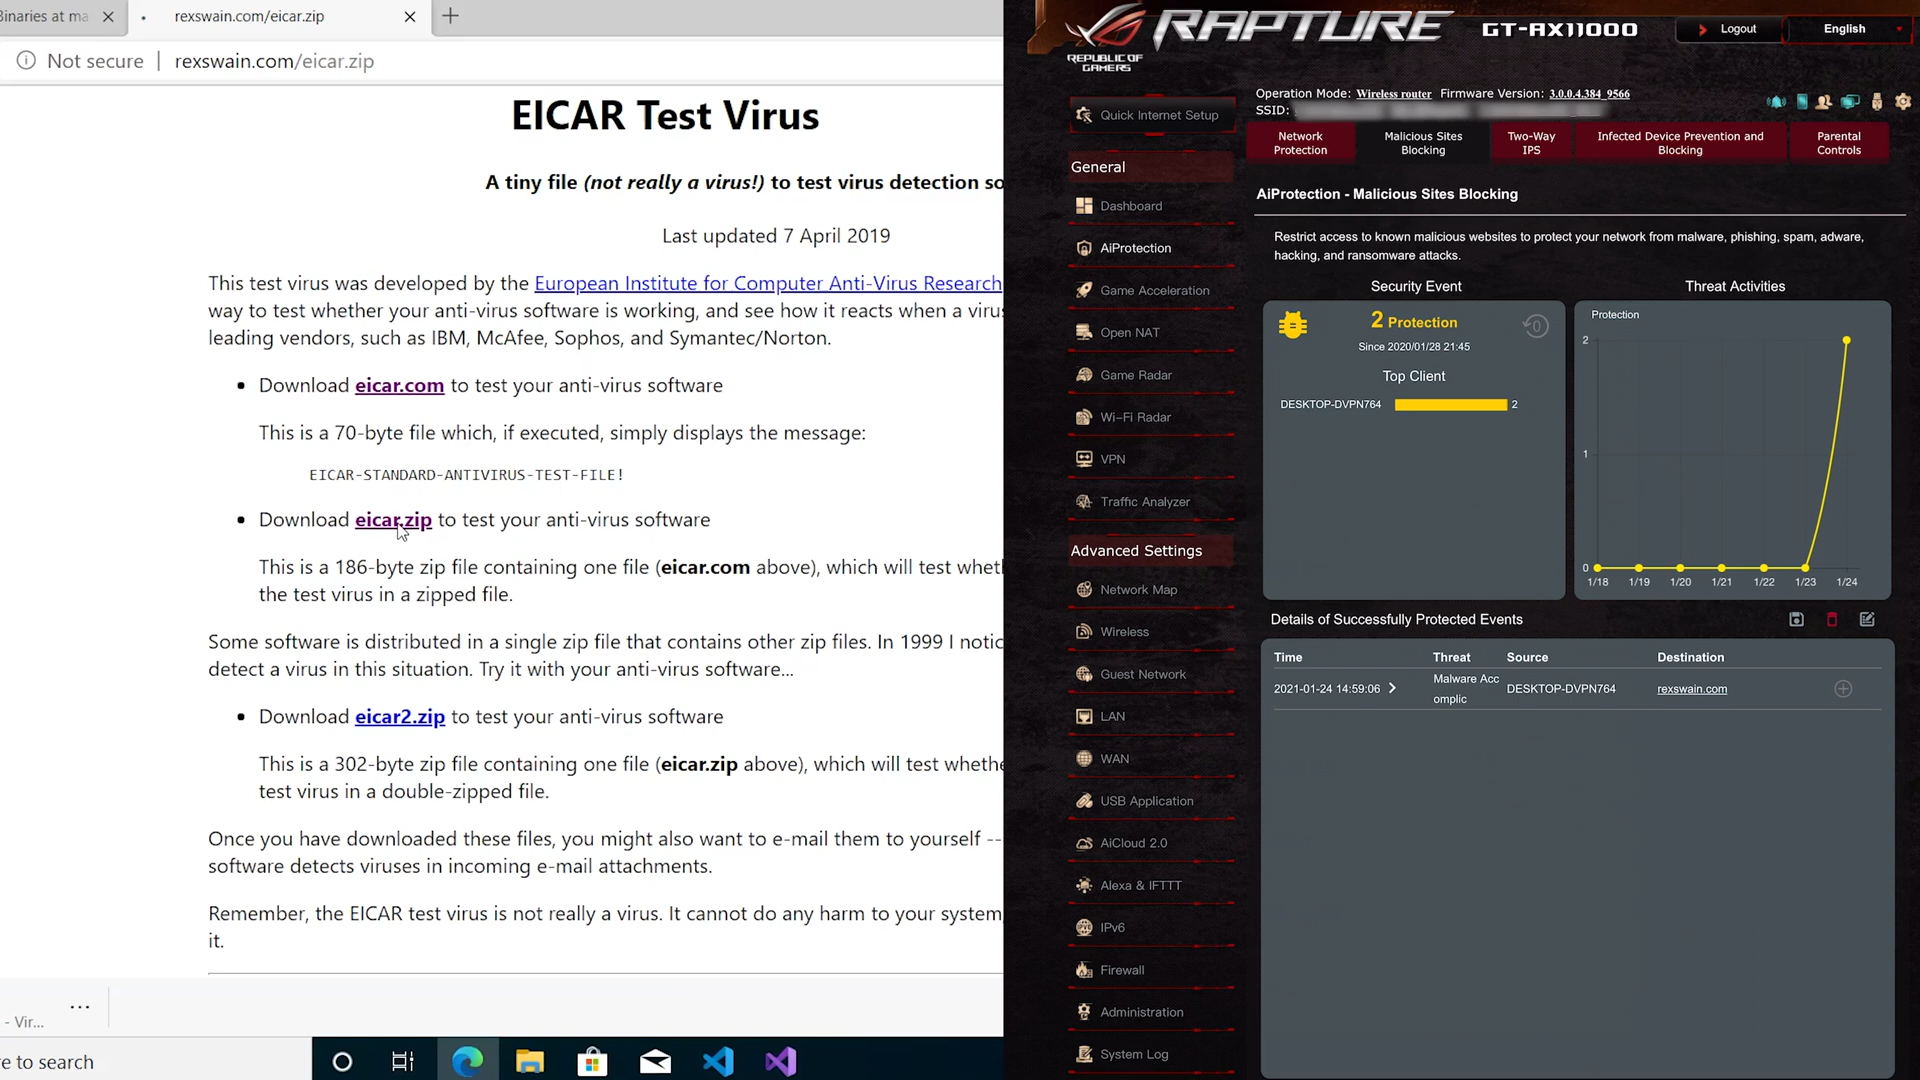 Binaries at ma
rexswain.com/eicar.zip
Not secure | rexswain.com/eicar.zip
EICAR Test Virus
A tiny file (not really a virus!) to test virus detection so
Last updated 7 April 2019
This test virus was developed by the European Institute for Computer Anti-Virus Research
way to test whether your anti-virus software is working, and see how it reacts when a viru
leading vendors, such as IBM, McAfee, Sophos, and Symantec/Norton.
• Download eicar.com to test your anti-virus software
This is a 70-byte file which, if executed, simply displays the message:
EICAR-STANDARD-ANTIVIRUS-TEST-FILE!
• Download eicar.zip to test your anti-virus software
This is a 186-byte zip file containing one file (eicar.com above), which will test whet
the test virus in a zipped file.
Some software is distributed in a single zip file that contains other zip files. In 1999 I notic
detect a virus in this situation. Try it with your anti-virus software...
• Download eicar2.zip to test your anti-virus software
This is a 302-byte zip file containing one file (eicar.zip above), which will test whethe
test virus in a double-zipped file.
Once you have downloaded these files, you might also want to e-mail them to yourself --
software detects viruses in incoming e-mail attachments.
Remember, the EICAR test virus is not really a virus. It cannot do any harm to your system,
it.
- Vir...
re to search
REPUBLIC OF
GAMERS
RAPTURE
GT-AX11000
Logout
English
Quick Internet Setup
General
Dashboard
AiProtection
Game Acceleration
Open NAT
Game Radar
Wi-Fi Radar
VPN
Traffic Analyzer
Advanced Settings
Network Map
Wireless
Guest Network
LAN
WAN
USB Application
AiCloud 2.0
Alexa & IFTTT
IPv6
Firewall
Administration
System Log
Operation Mode: Wireless router Firmware Version: 3.0.0.4.384_9566
SSID:
Network
Protection
Malicious Sites
Blocking
Two-Way
IPS
Infected Device Prevention and
Blocking
Parental
Controls
AiProtection - Malicious Sites Blocking
Restrict access to known malicious websites to protect your network from malware, phishing, spam, adware,
hacking, and ransomware attacks.
Security Event
2 Protection
0
Since 2020/01/28 21:45
Top Client
DESKTOP-DVPN764 2
Threat Activities
Protection
2
1
0
1/18 1/19 1/20 1/21 1/22 1/23 1/24
Details of Successfully Protected Events
Time Threat Source Destination
2021-01-24 14:59:06 Malware Acc DESKTOP-DVPN764 rexswain.com
omplic